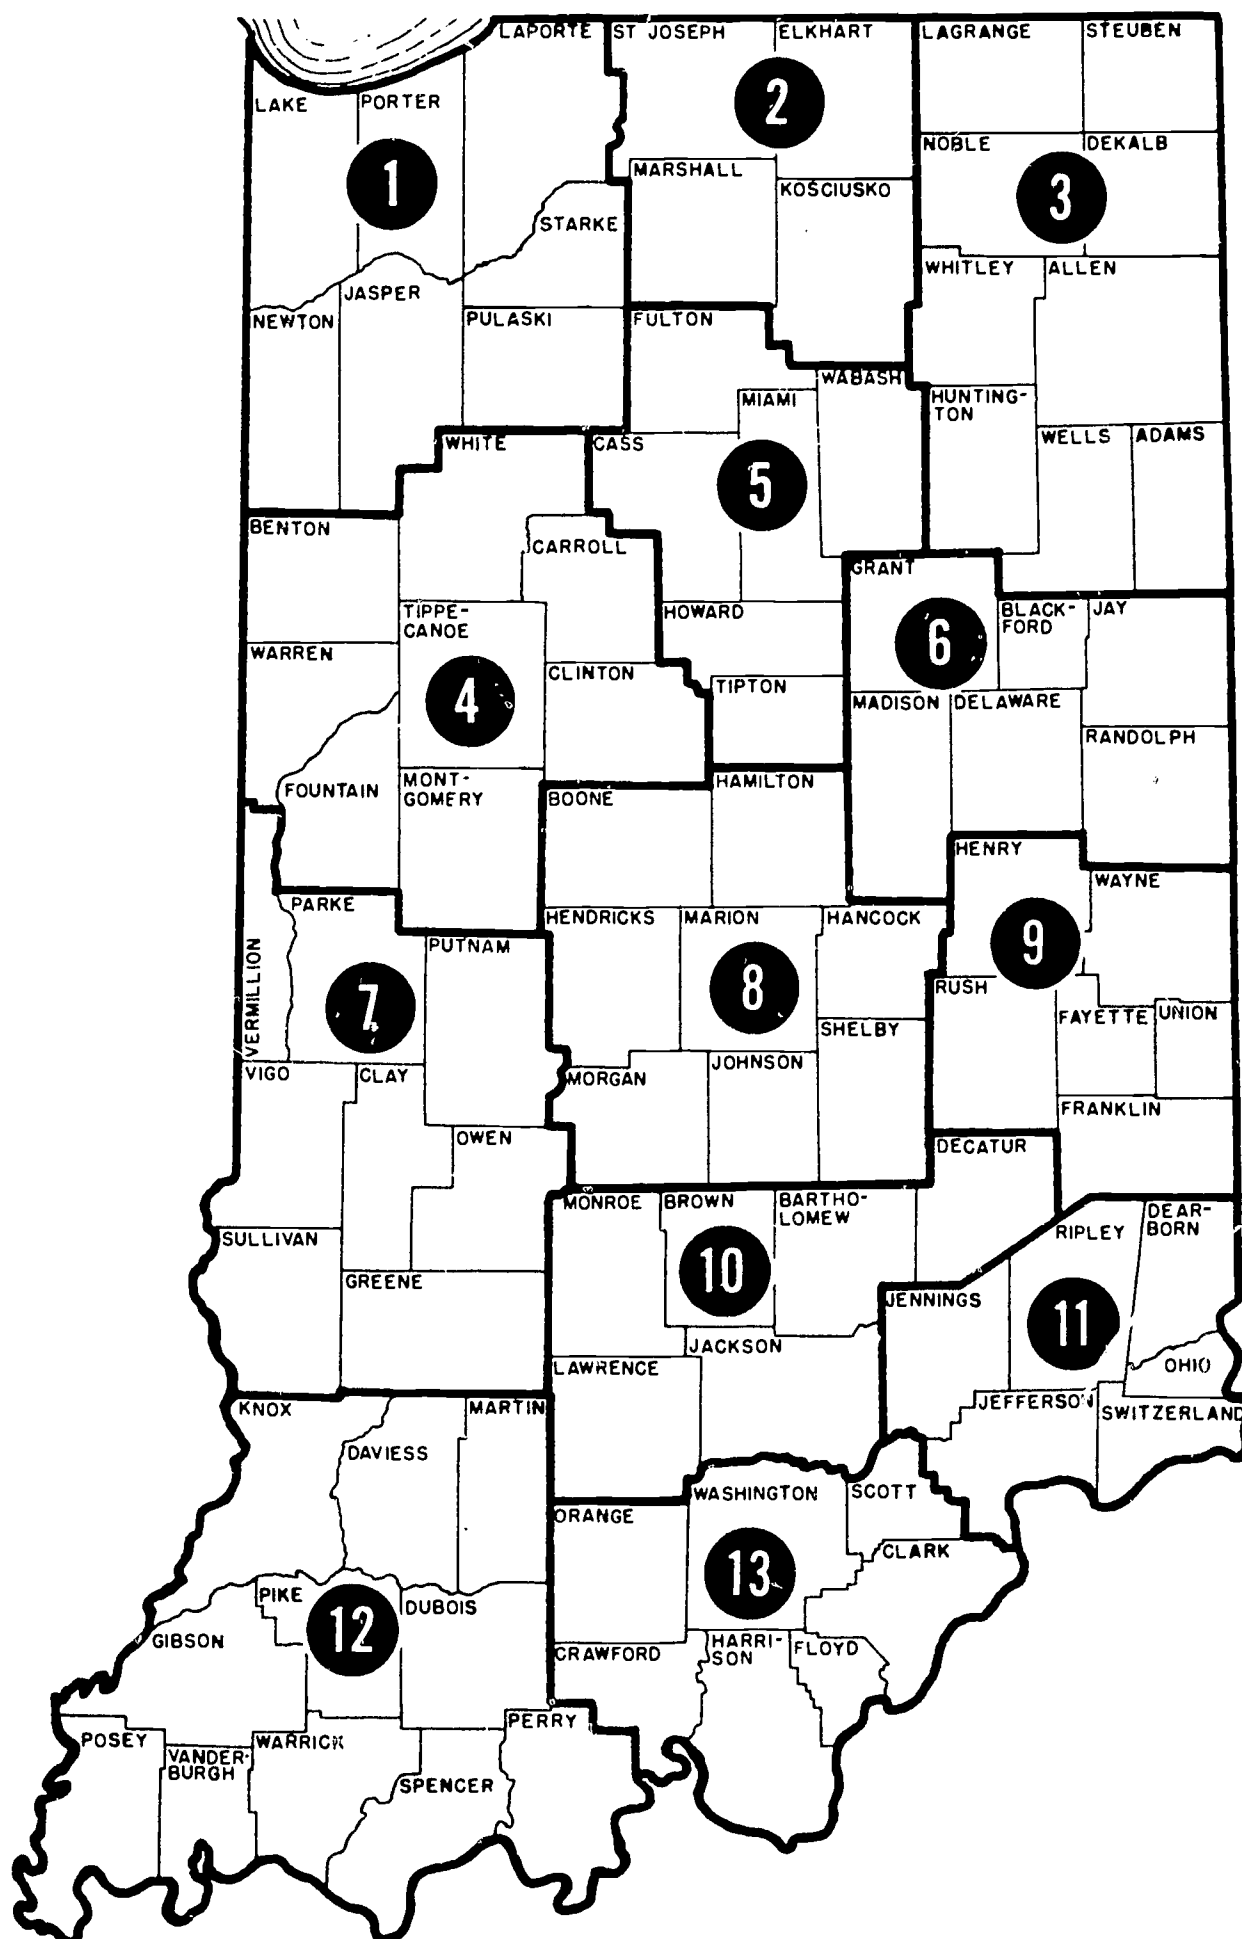 LAPORTE
ST JOSEPH
ELKHART
LAGRANGE
STEUBEN
LAKE
PORTER
2
NOBLE
DEKALB
1
MARSHALL
KOSCIUSKO
3
STARKE
WHITLEY
ALLEN
JASPER
NEWTON
PULASKI
FULTON
WABASH
MIAMI
HUNTING-
TON
WHITE
CASS
WELLS
ADAMS
5
BENTON
CARROLL
GRANT
TIPPE-
CANOE
HOWARD
BLACK-
FORD
JAY
6
WARREN
CLINTON
TIPTON
4
MADISON
DELAWARE
RANDOLPH
FOUNTAIN
MONT-
GOMERY
BOONE
HAMILTON
HENRY
WAYNE
PARKE
HENDRICKS
MARION
HANCOCK
PUTNAM
9
VERMILLION
7
8
RUSH
FAYETTE
UNION
SHELBY
VIGO
CLAY
MORGAN
JOHNSON
FRANKLIN
OWEN
DECATUR
MONROE
BROWN
BARTHO-
LOMEW
DEAR-
BORN
SULLIVAN
RIPLEY
GREENE
10
JENNINGS
11
LAWRENCE
JACKSON
OHIO
KNOX
MARTIN
JEFFERSON
SWITZERLAND
DAVIESS
WASHINGTON
SCOTT
ORANGE
CLARK
13
PIKE
DUBOIS
GIBSON
12
CRAWFORD
HARRI-
SON
FLOYD
PERRY
POSEY
WARRICK
VANDER-
BURGH
SPENCER